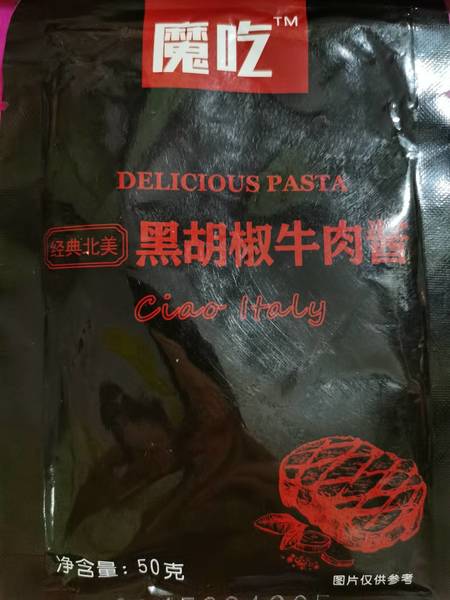 魔吃™
DELICIOUS PASTA
经典北美 黑胡椒牛肉酱
Ciao Italy
净含量：50克
图片仅供参考